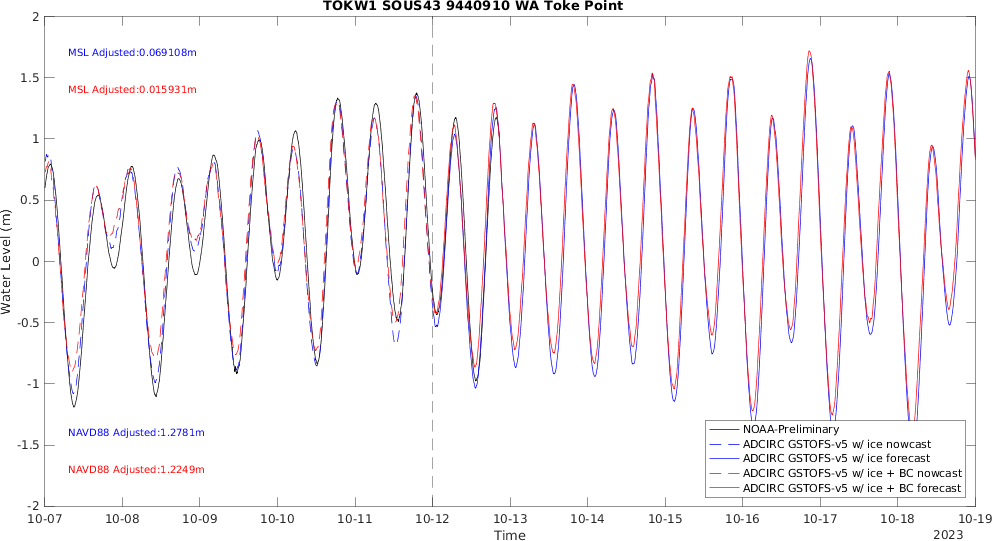 TOKW1 SOUS43 9440910 WA Toke Point
2
1.5
1
0.5
0
-0.5
-1
-1.5
-2
Water Level (m)
MSL Adjusted:0.069108m
MSL Adjusted:0.015931m
NAVD88 Adjusted:1.2781m
NAVD88 Adjusted:1.2249m
NOAA-Preliminary
ADCIRC GSTOFS-v5 w/ ice nowcast
ADCIRC GSTOFS-v5 w/ ice forecast
ADCIRC GSTOFS-v5 w/ ice + BC nowcast
ADCIRC GSTOFS-v5 w/ ice + BC forecast
10-07 10-08 10-09 10-10 10-11 10-12 10-13 10-14 10-15 10-16 10-17 10-18 10-19
Time
2023